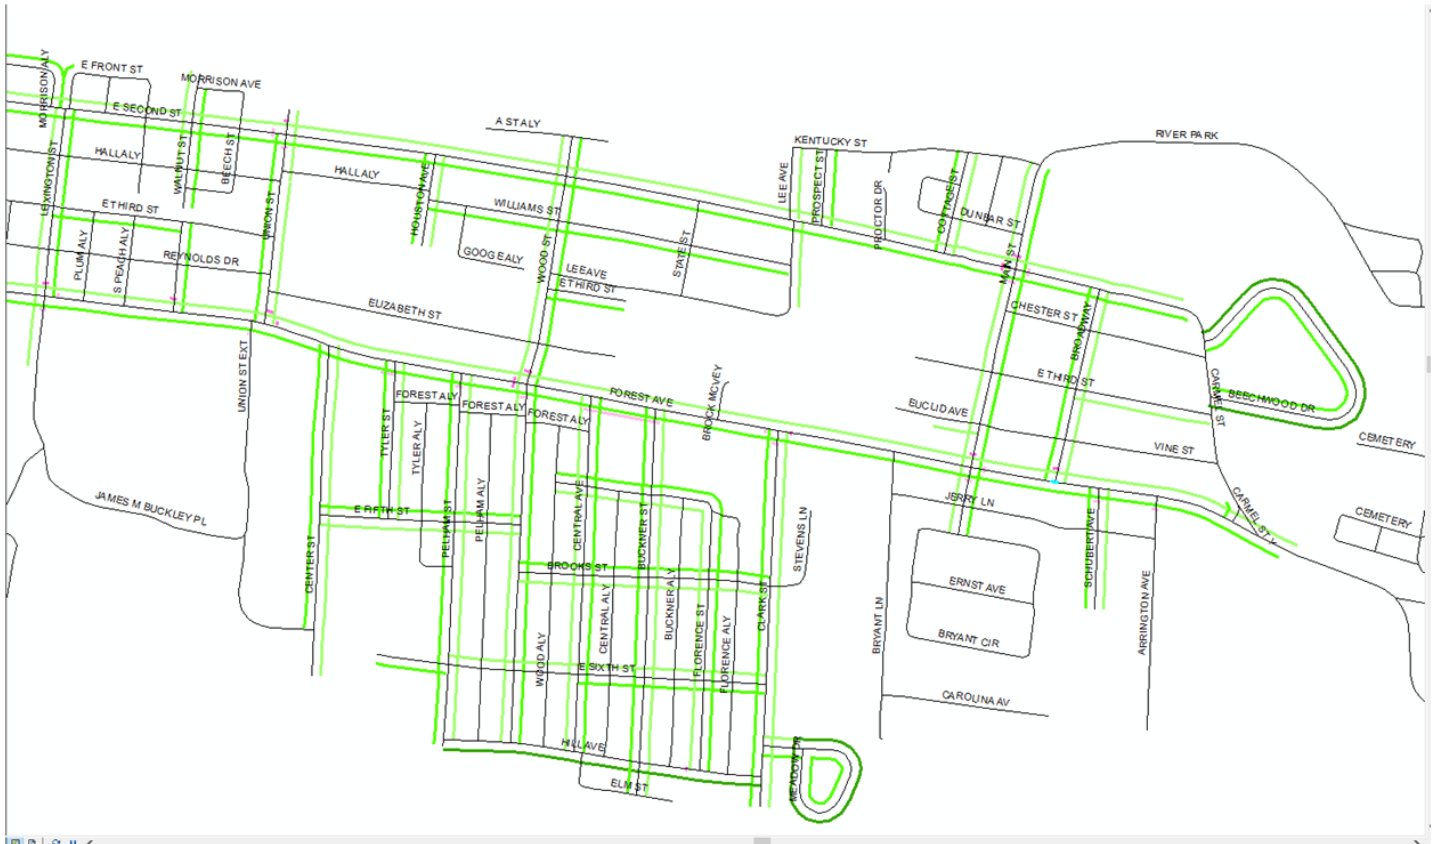 MORRISON ALY
E FRONT ST
MORRISON AVE
E SECOND ST
A ST ALY
KENTUCKY ST
RIVER PARK
HALL ALY
WALNUT ST
BEECH ST
HALL ALY
HOUSTON AVE
LEE AVE
PROSPECT ST
PROCTOR DR
COTTAGE ST
DUNBAR ST
LEXINGTON ST
E THIRD ST
UNION ST
WILLIAMS ST
PLUM ALY
S PEACH ALY
REYNOLDS DR
GOOGE ALY
WOOD ST
STATE ST
MAIN ST
LEE AVE
E THIRD ST
ELIZABETH ST
CHESTER ST
BROADWAY
UNION ST EXT
E THIRD ST
CARMEL ST
BEECHWOOD DR
FOREST AVE
BROCK MCVEY
FOREST ALY
FOREST ALY
FOREST ALY
EUCLID AVE
TYLER ST
TYLER ALY
VINE ST
CEMETERY
JAMES M BUCKLEY PL
E FIFTH ST
PELHAM ST
PELHAM ALY
CENTRAL AVE
BUCKNER ST
STEVENS LN
JERRY LN
SCHUBERT AVE
CARMEL ST Y
CEMETERY
CENTER ST
BROOKS ST
CENTRAL ALY
BUCKNER ALY
FLORENCE ST
FLORENCE ALY
CLARK ST
BRYANT LN
ERNST AVE
ARRINGTON AVE
WOOD ALY
E SIXTH ST
BRYANT CIR
CAROLINA AV
HILL AVE
MEADOW DR
ELM ST